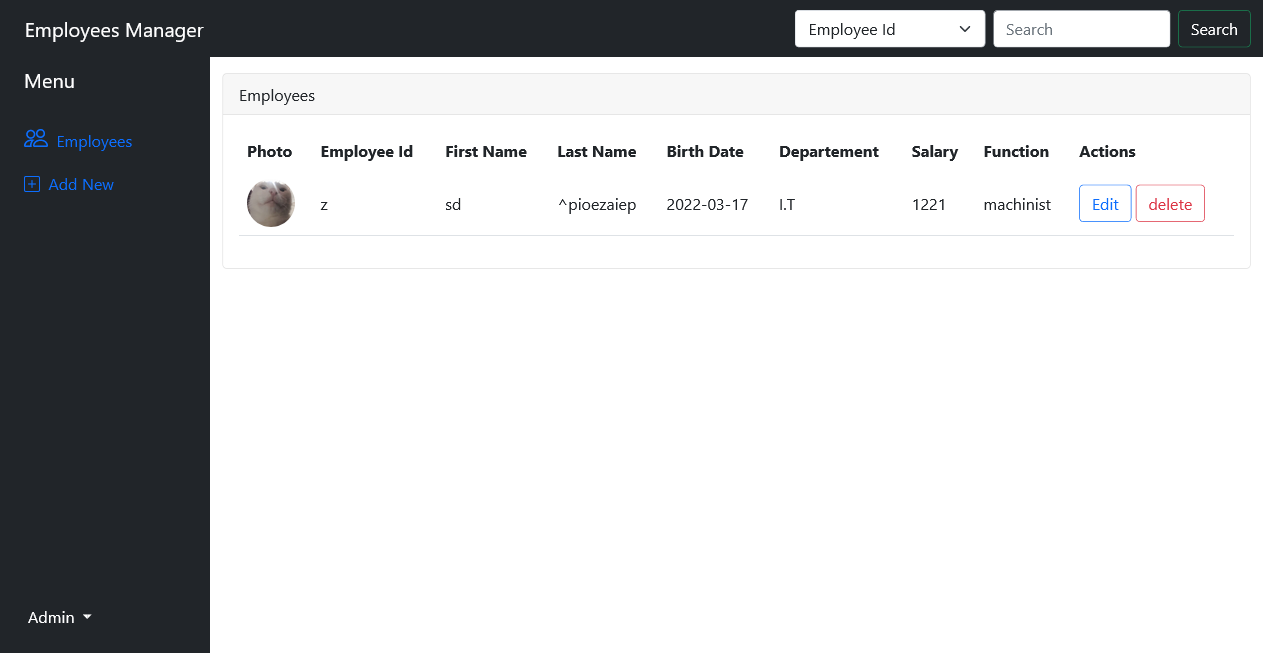 Employees Manager
Employee Id
Search
Search
Menu
Employees
Add New
Employees
Photo Employee Id First Name Last Name Birth Date Departement Salary Function Actions
z sd ^pioezaiep 2022-03-17 I.T 1221 machinist Edit delete
Admin